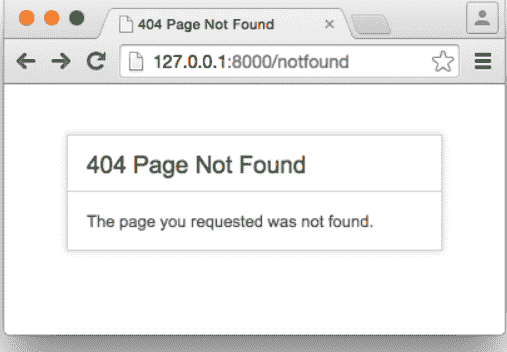 404 Page Not Found
127.0.0.1:8000/notfound
404 Page Not Found
The page you requested was not found.